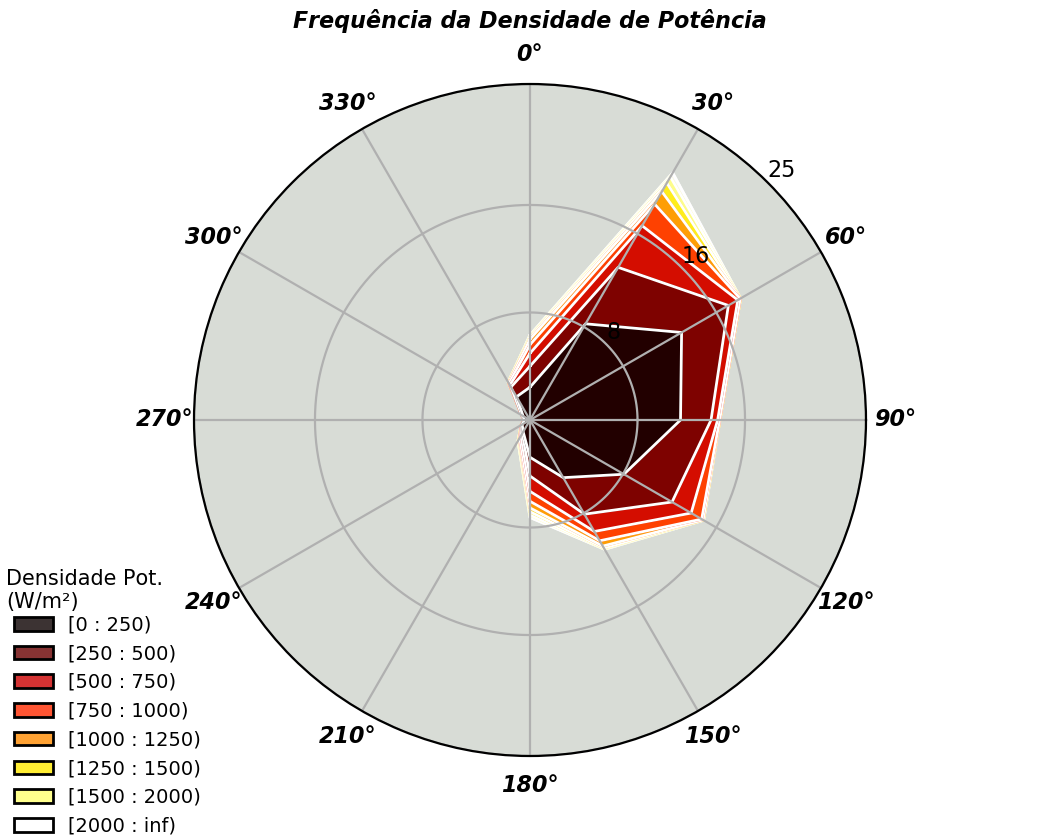 Frequência da Densidade de Potência
0°
330°
30°
25
300°
60°
16
8
270°
90°
240°
120°
210°
150°
180°
Densidade Pot.
(W/m²)
[0 : 250)
[250 : 500)
[500 : 750)
[750 : 1000)
[1000 : 1250)
[1250 : 1500)
[1500 : 2000)
[2000 : inf)